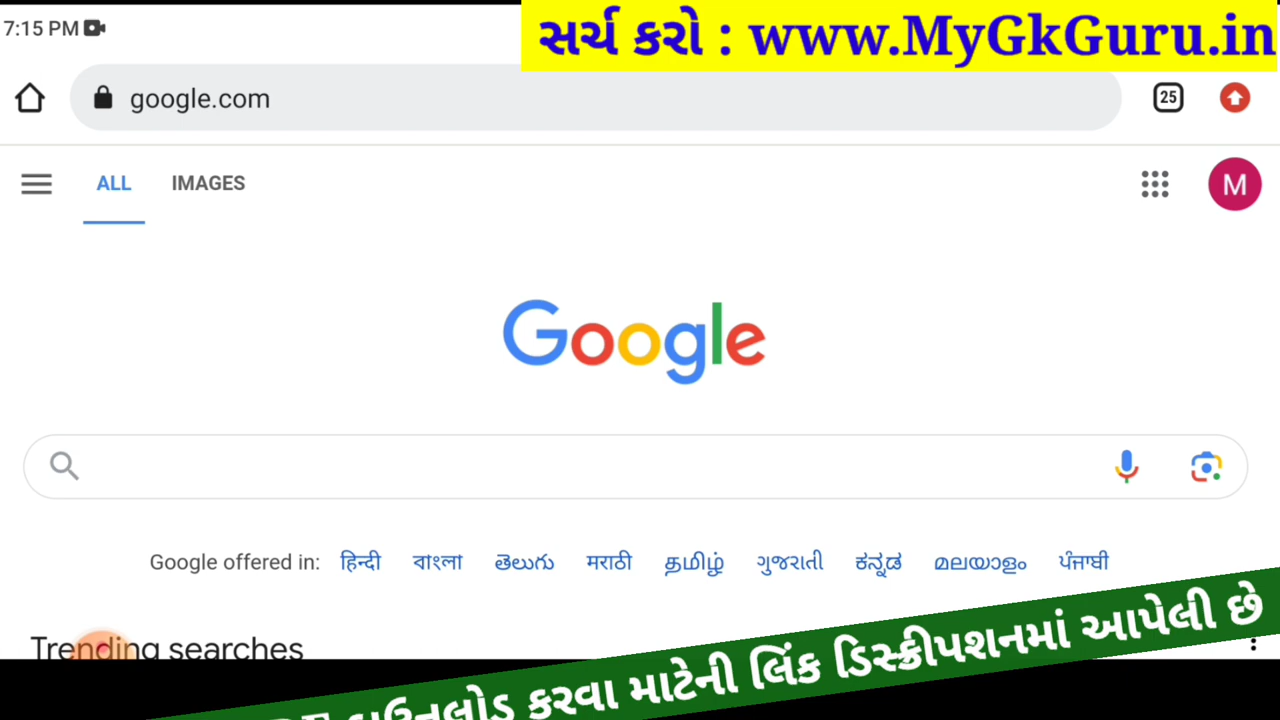 7:15 PM
સર્ચ કરો : www.MyGkGuru.in
google.com
25
ALL IMAGES
M
Google
Google offered in: हिन्दी বাংলা తెలుగు मराठी தமிழ் ગુજરાતી ಕನ್ನಡ മലയാളം ਪੰਜਾਬੀ
Trending searches
ડાઉનલોડ કરવા માટેની લિંક ડિસ્ક્રીપશનમાં આપેલી છે